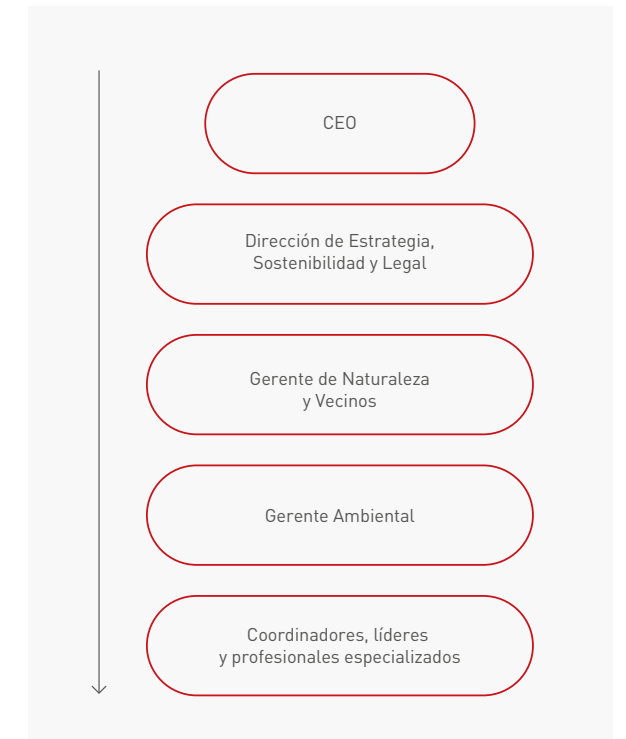 CEO
Dirección de Estrategia,
Sostenibilidad y Legal
Gerente de Naturaleza
y Vecinos
Gerente Ambiental
Coordinadores, líderes
y profesionales especializados